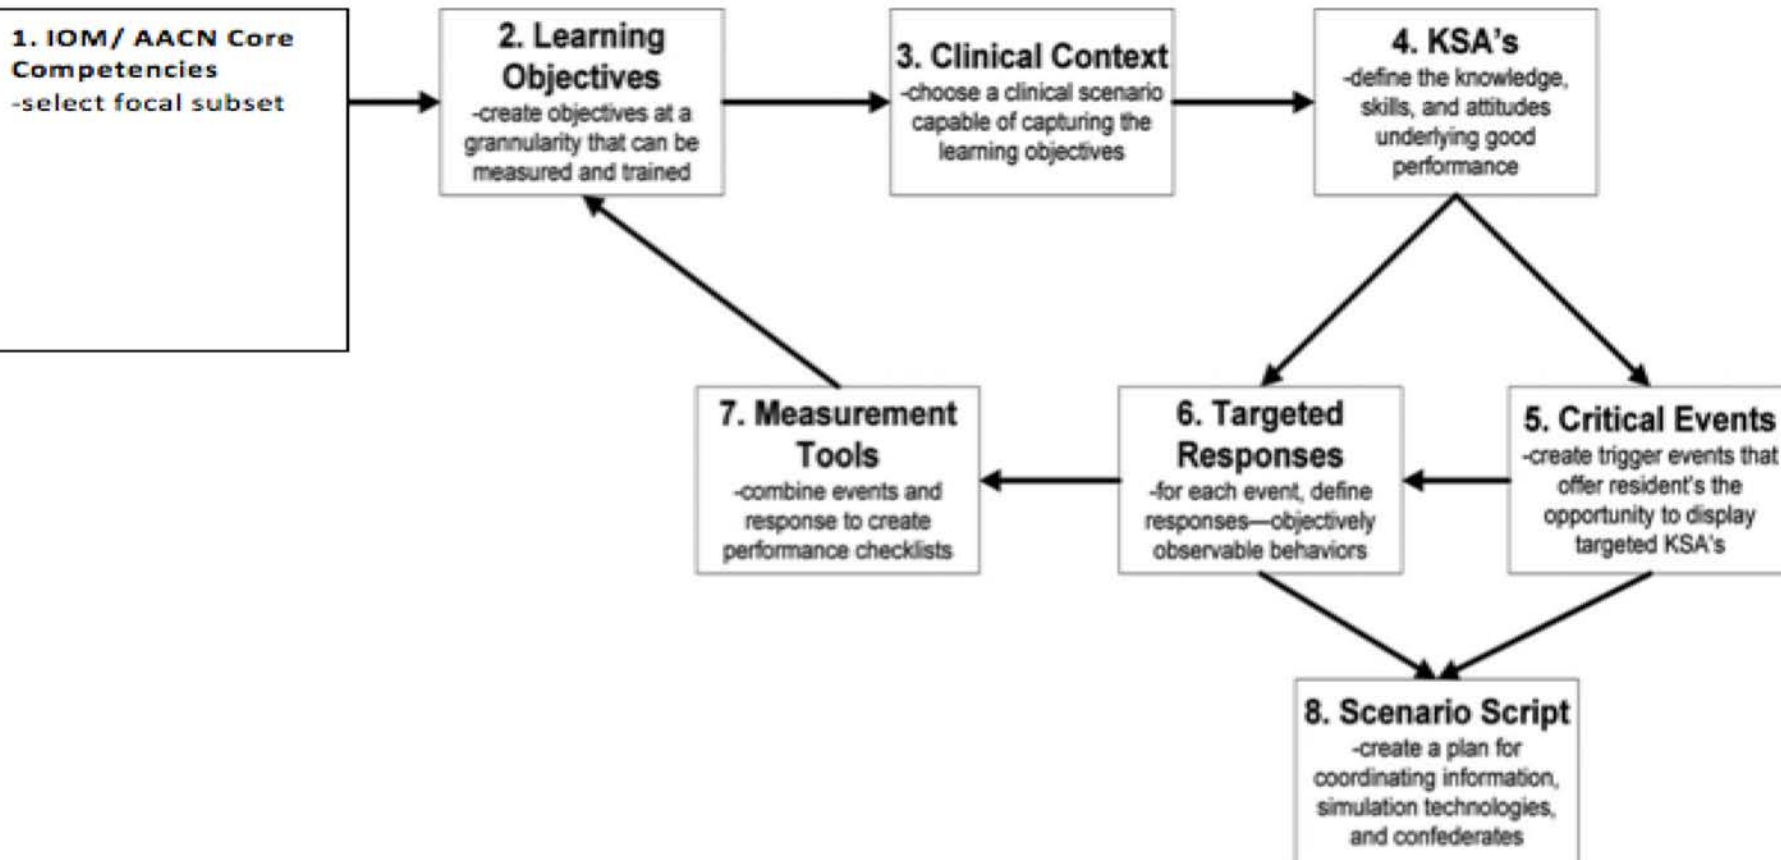 1. IOM/ AACN Core
Competencies
-select focal subset
2. Learning
Objectives
-create objectives at a
grannularity that can be
measured and trained
3. Clinical Context
-choose a clinical scenario
capable of capturing the
learning objectives
4. KSA's
-define the knowledge,
skills, and attitudes
underlying good
performance
5. Critical Events
-create trigger events that
offer resident's the
opportunity to display
targeted KSA's
6. Targeted
Responses
-for each event, define
responses—objectively
observable behaviors
7. Measurement
Tools
-combine events and
response to create
performance checklists
8. Scenario Script
-create a plan for
coordinating information,
simulation technologies,
and confederates